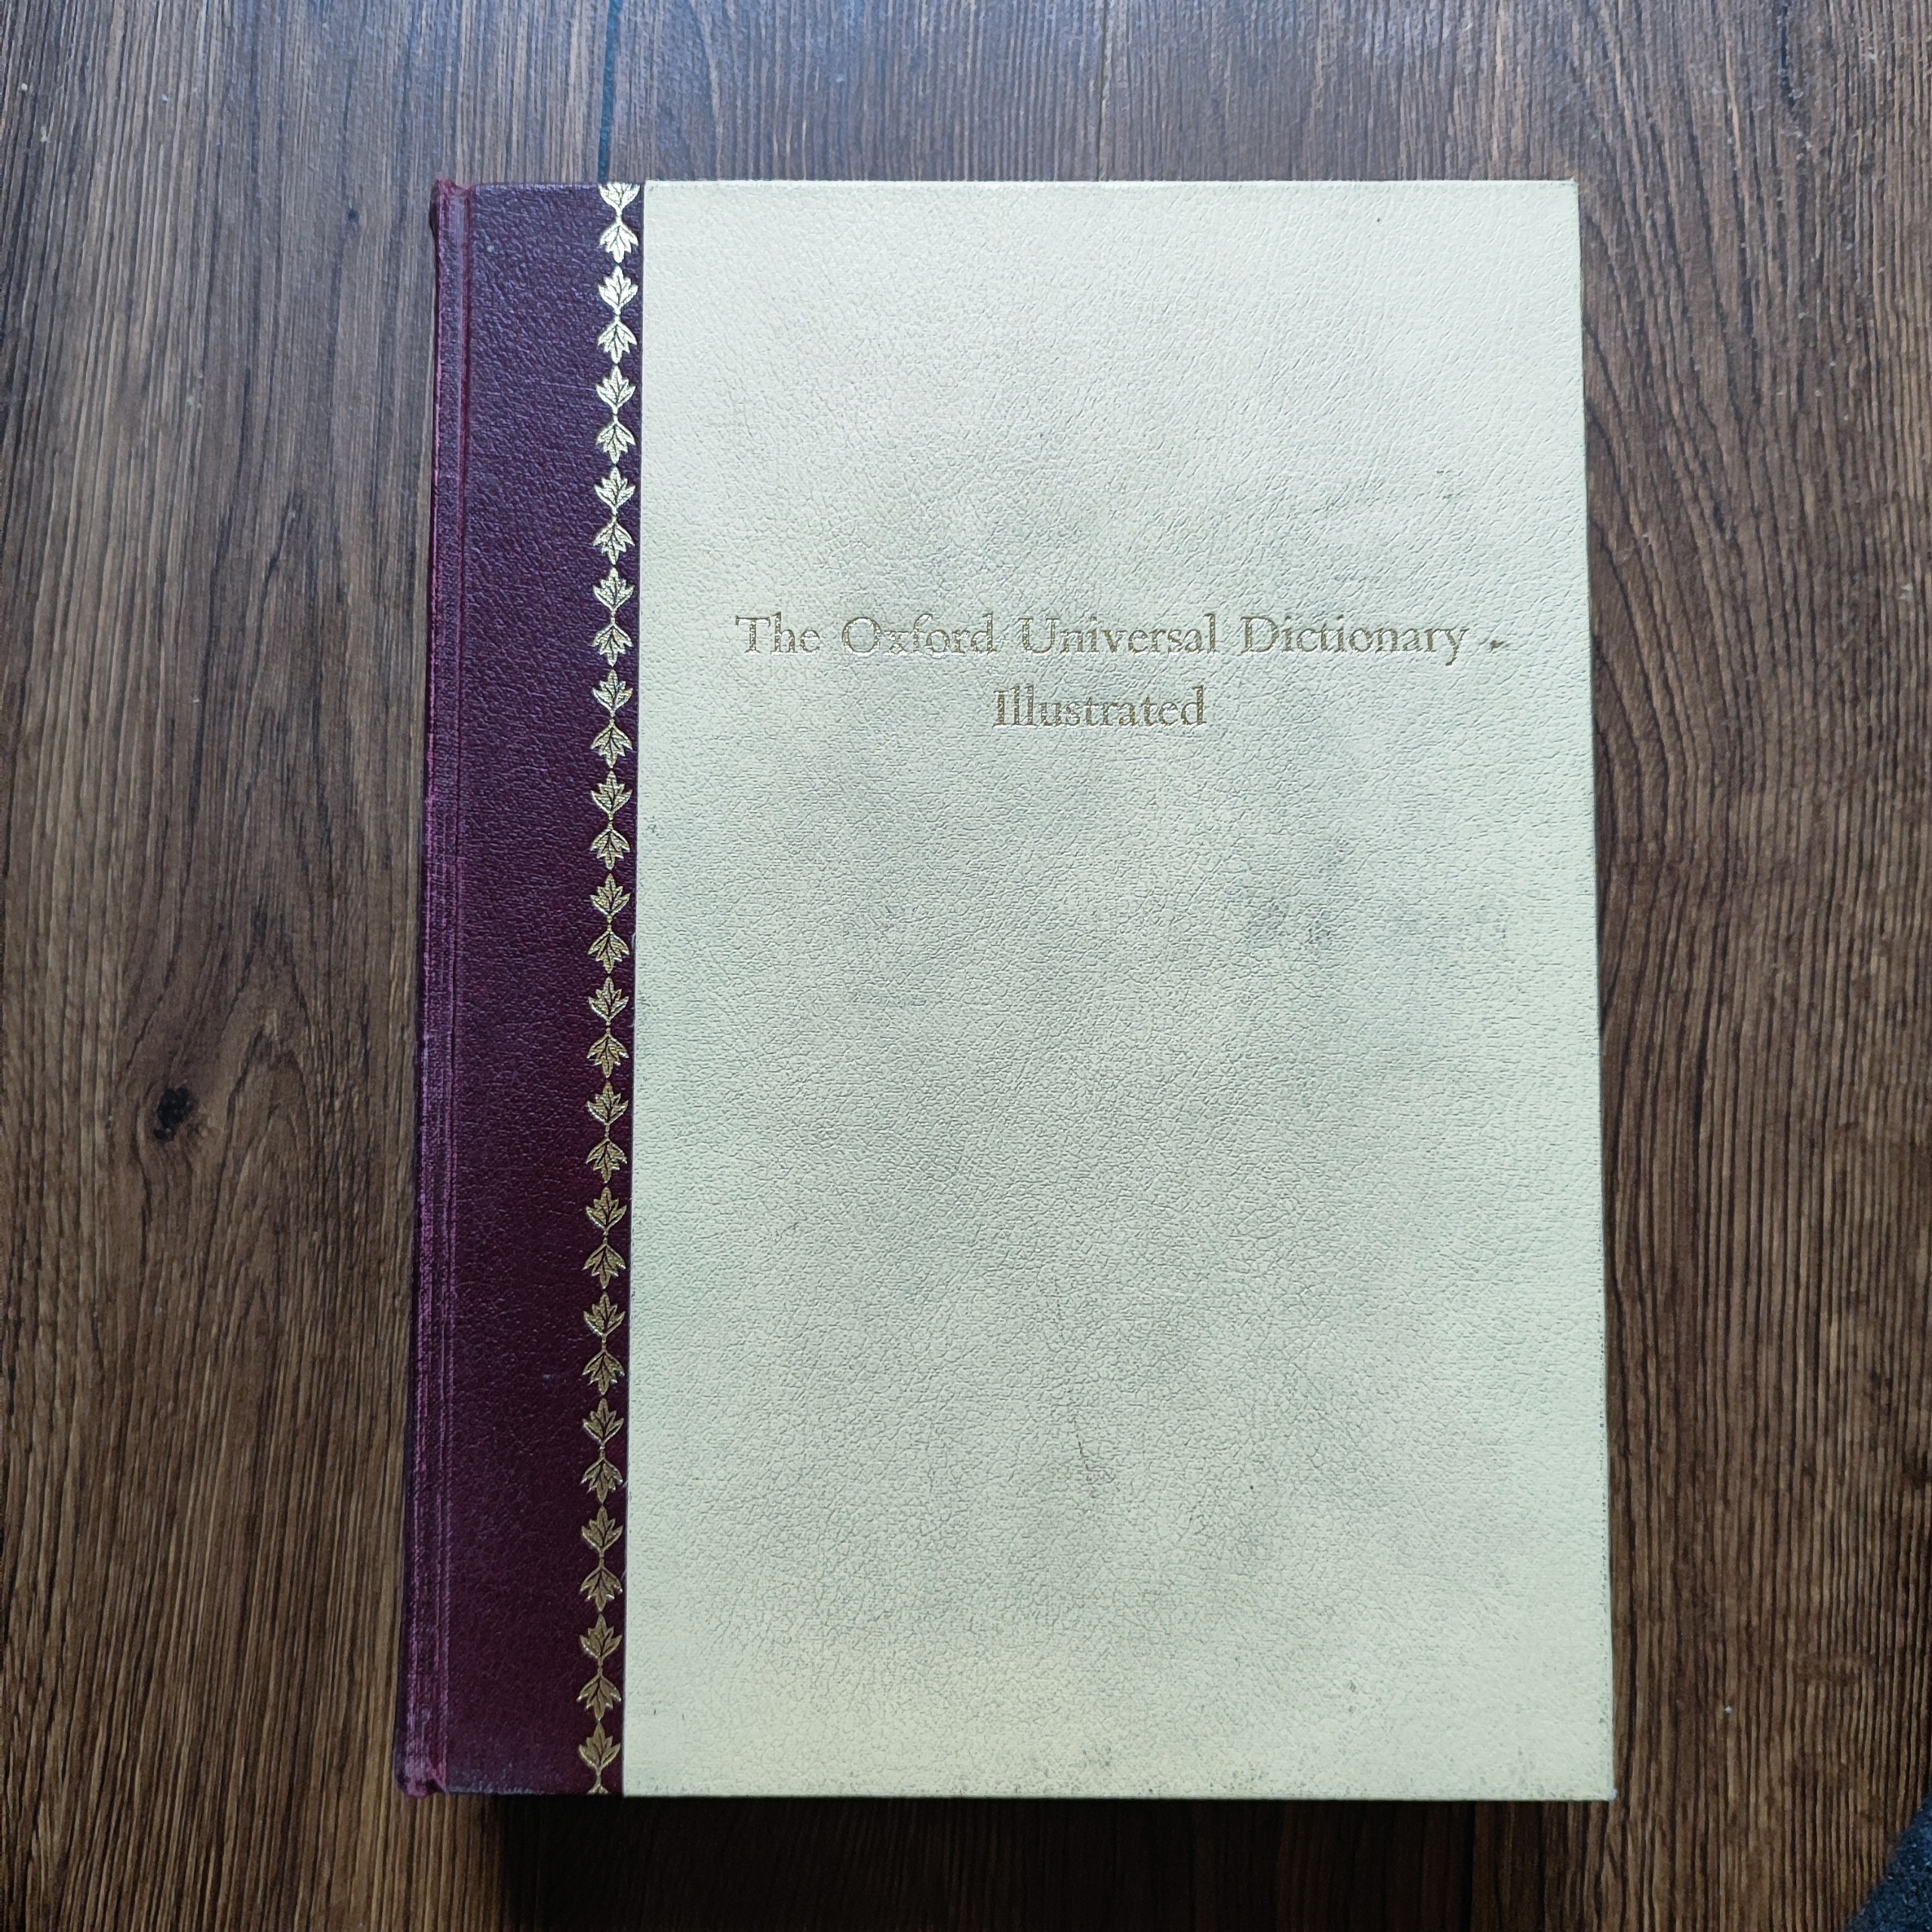 The Oxford Universal Dictionary
Illustrated